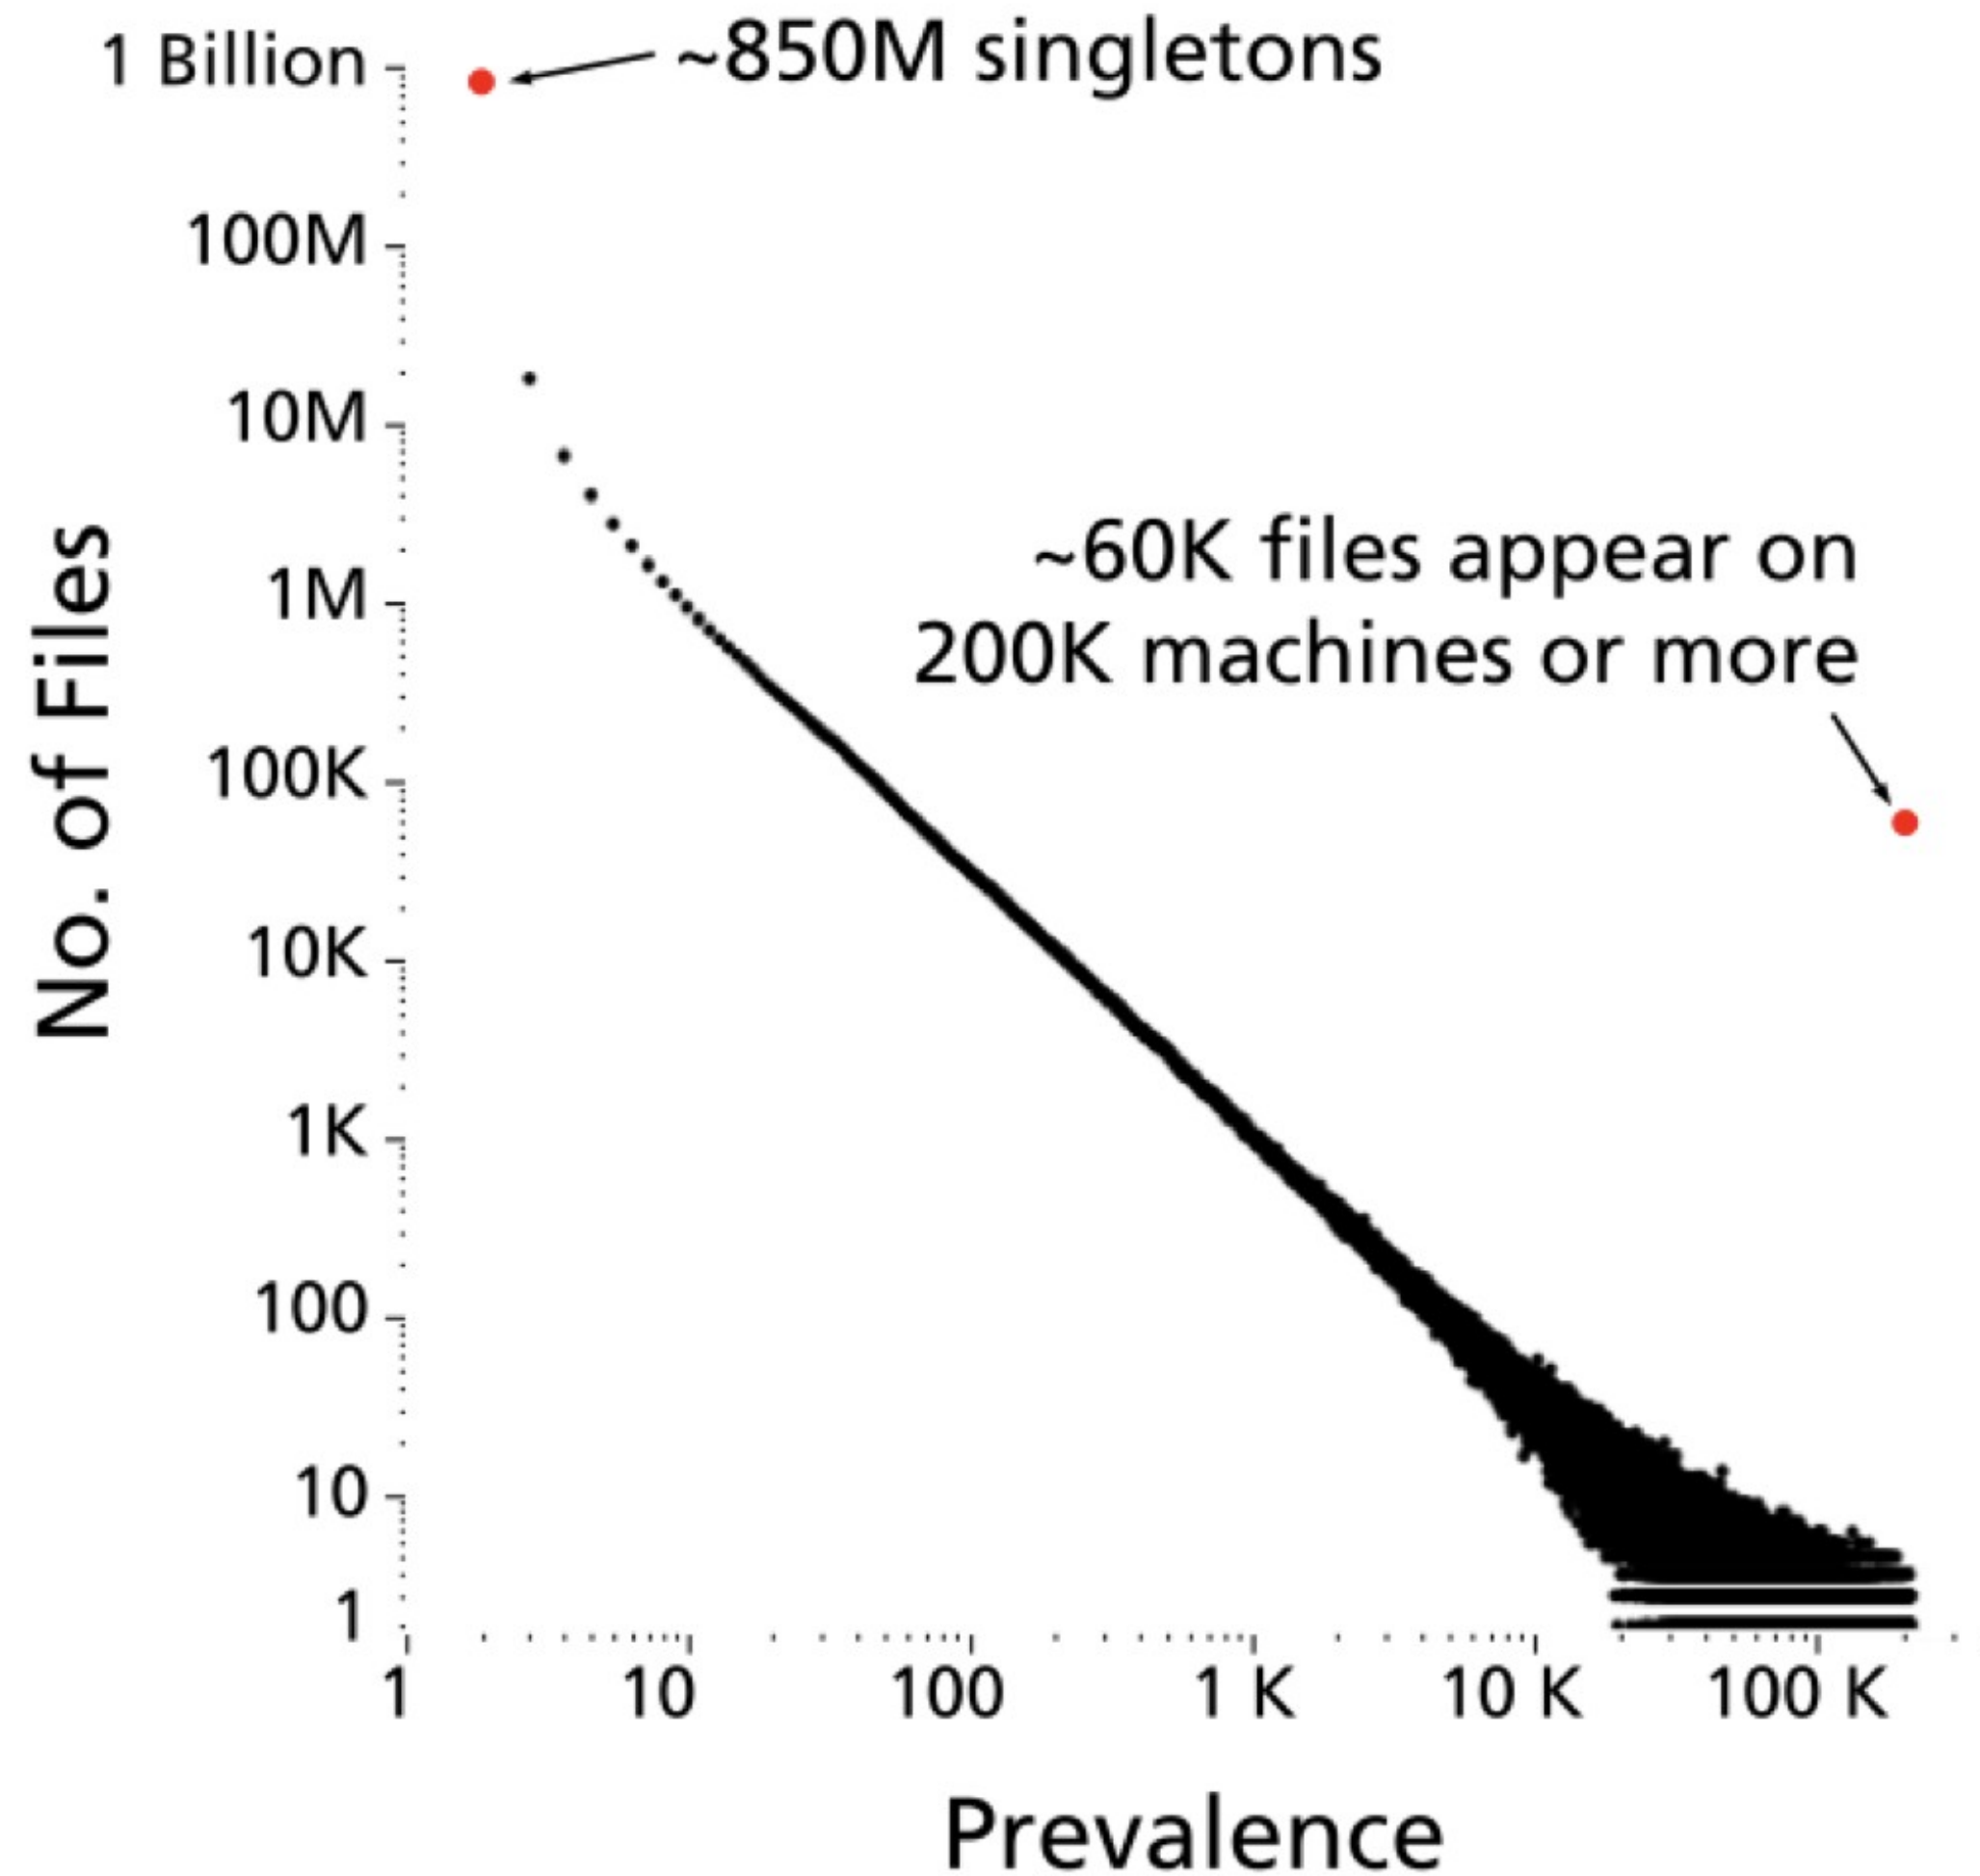 1 Billion
~850M singletons
100M
10M
1M
100K
10K
1K
100
10
1
No. of Files
~60K files appear on
200K machines or more
1 10 100 1 K 10 K 100 K
Prevalence